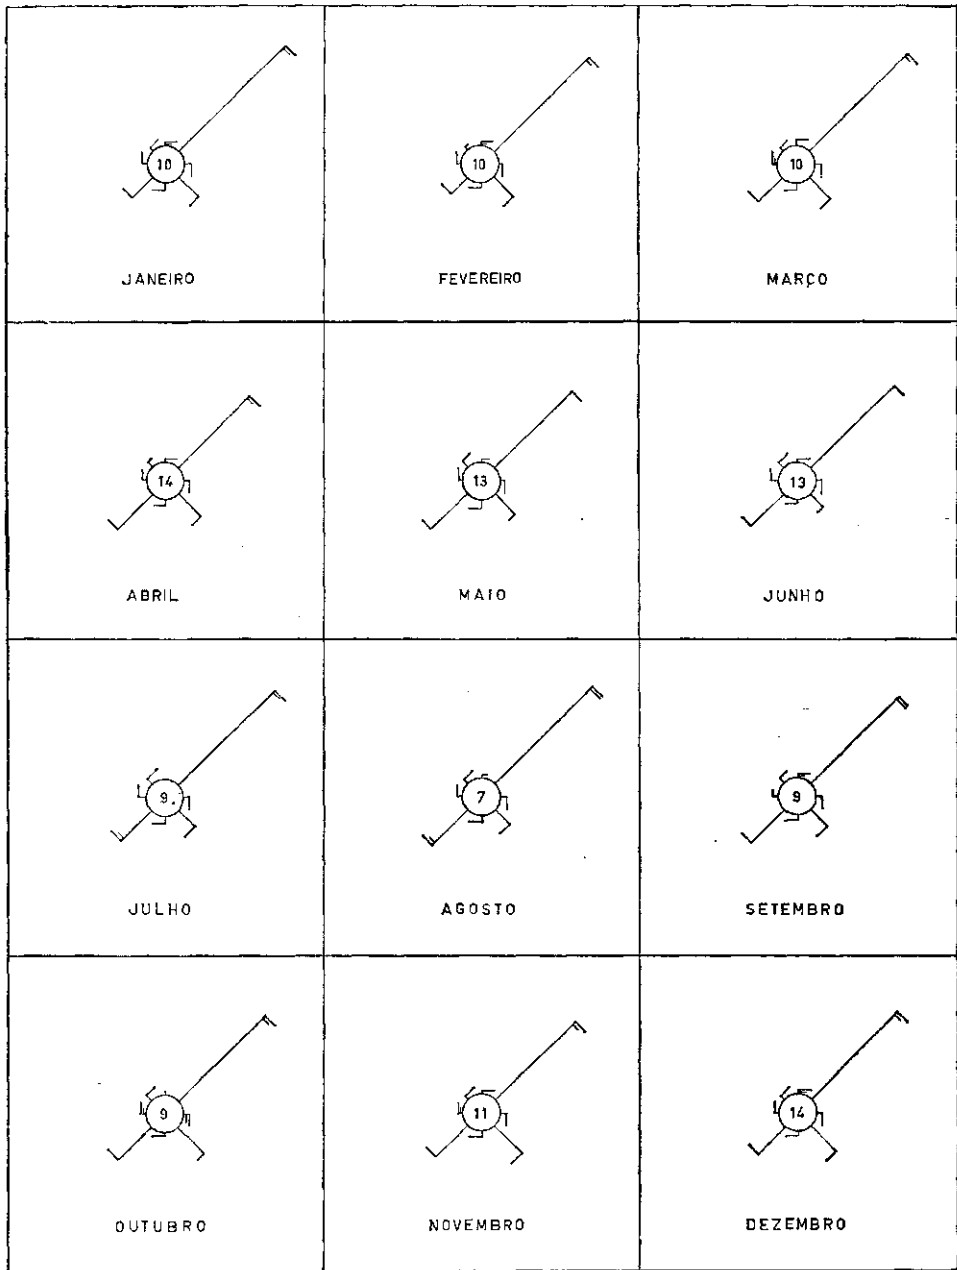 10 10 10
JANEIRO FEVEREIRO MARÇO
14 13 13
ABRIL MAIO JUNHO
9 7 9
JULHO AGOSTO SETEMBRO
9 11 14
OUTUBRO NOVEMBRO DEZEMBRO